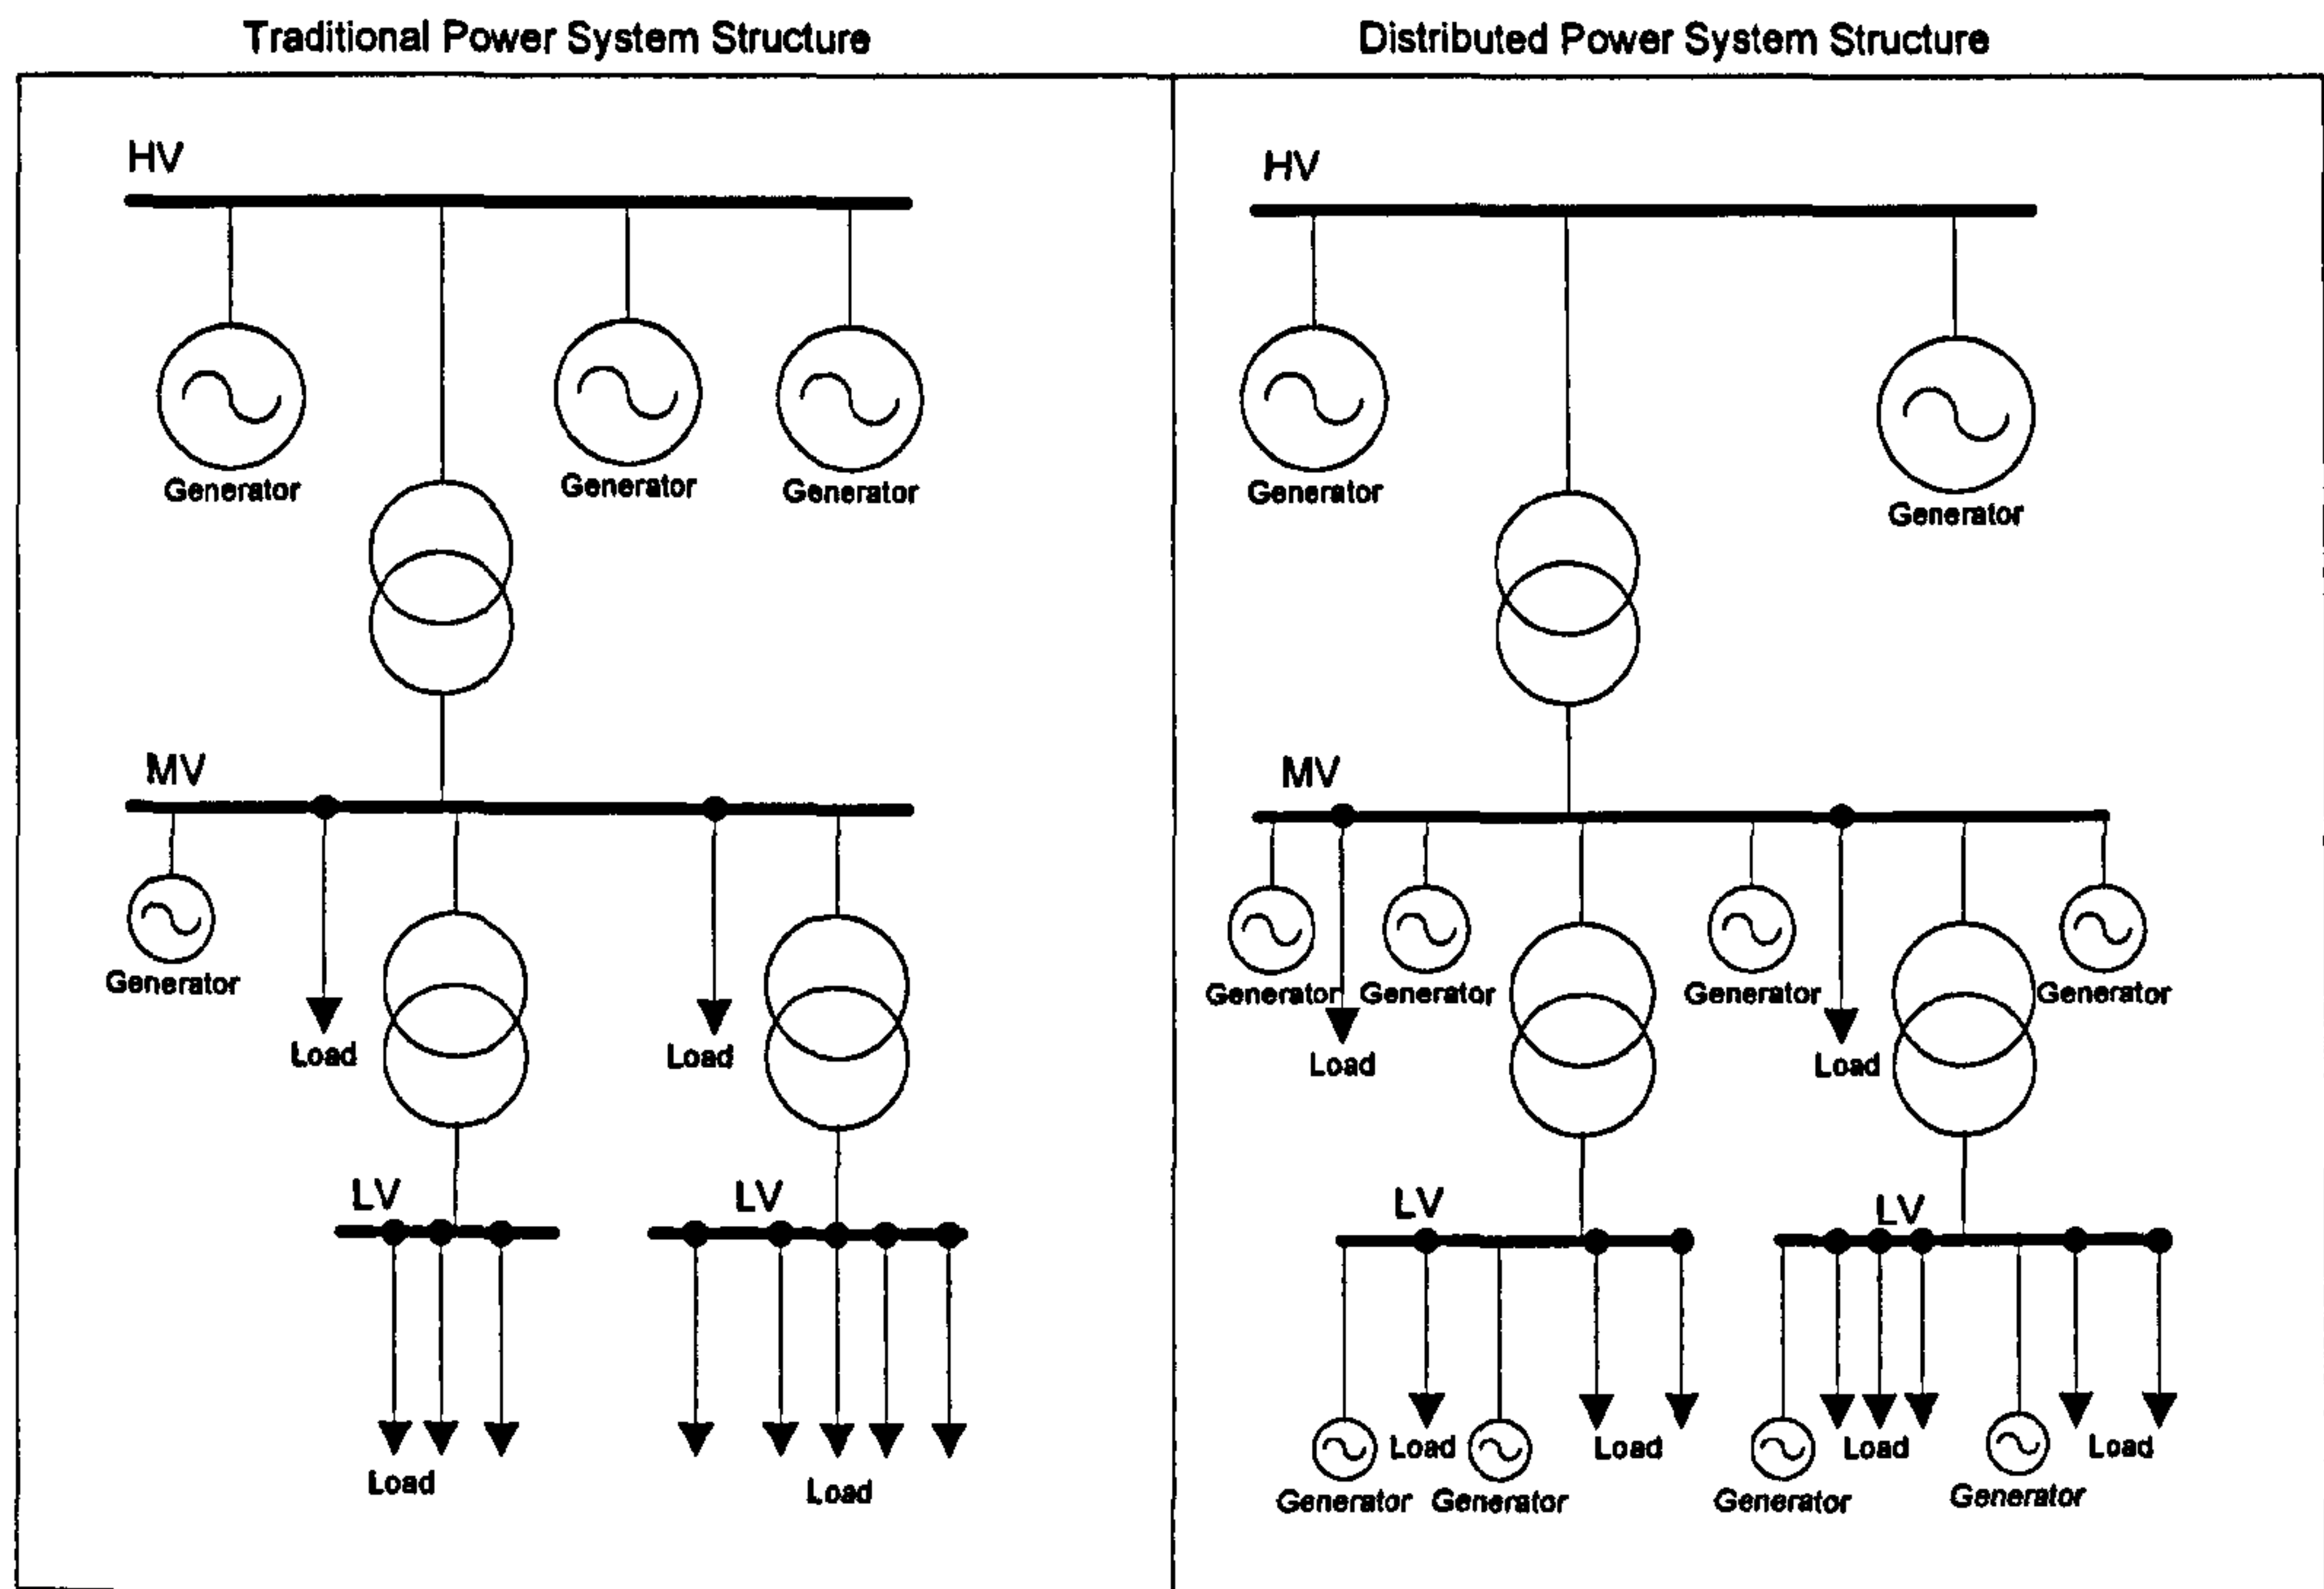 Traditional Power System Structure
HV
Generator
Generator
Generator
MV
Generator
Load
Load
LV
LV
Load
Load
Distributed Power System Structure
HV
Generator
Generator
MV
Generator
Generator
Generator
Generator
Load
Load
LV
LV
Load
Load
Load
Load
Generator
Generator
Generator
Generator